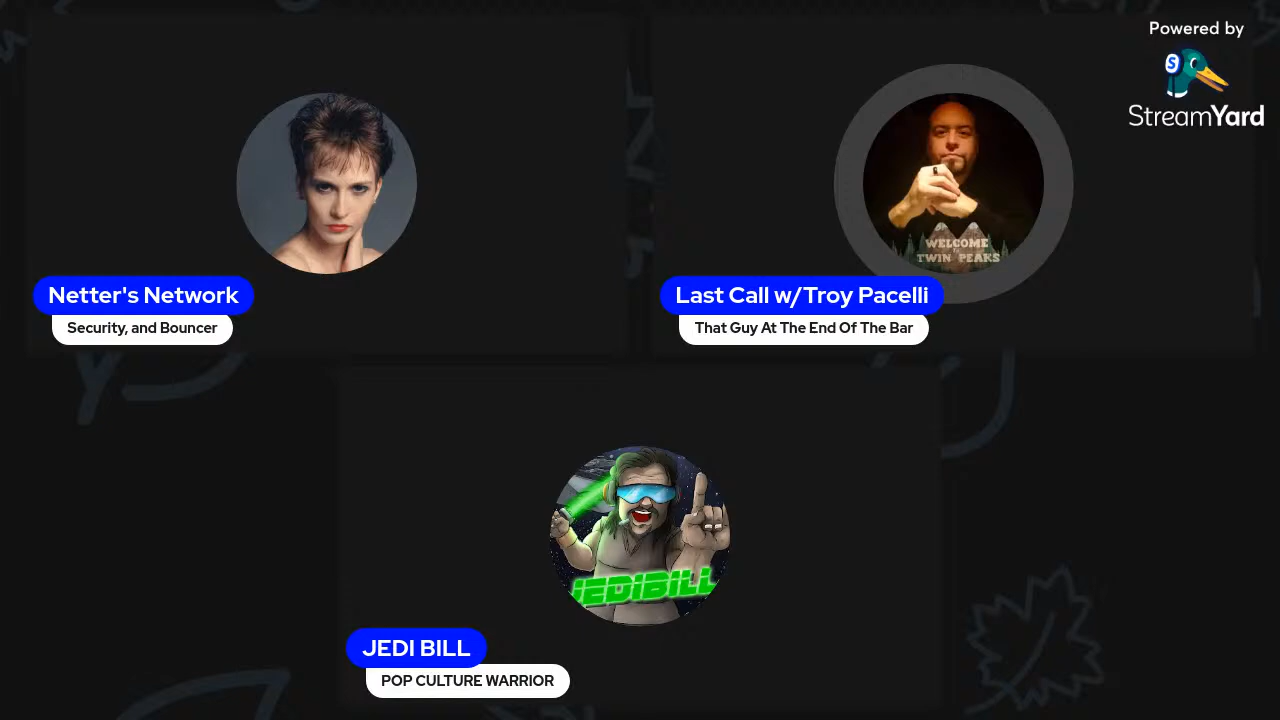 Powered by
StreamYard
WELCOME
TWIN PEAKS
Netter's Network
Security, and Bouncer
Last Call w/Troy Pacelli
That Guy At The End Of The Bar
JEDIBILL
JEDI BILL
POP CULTURE WARRIOR